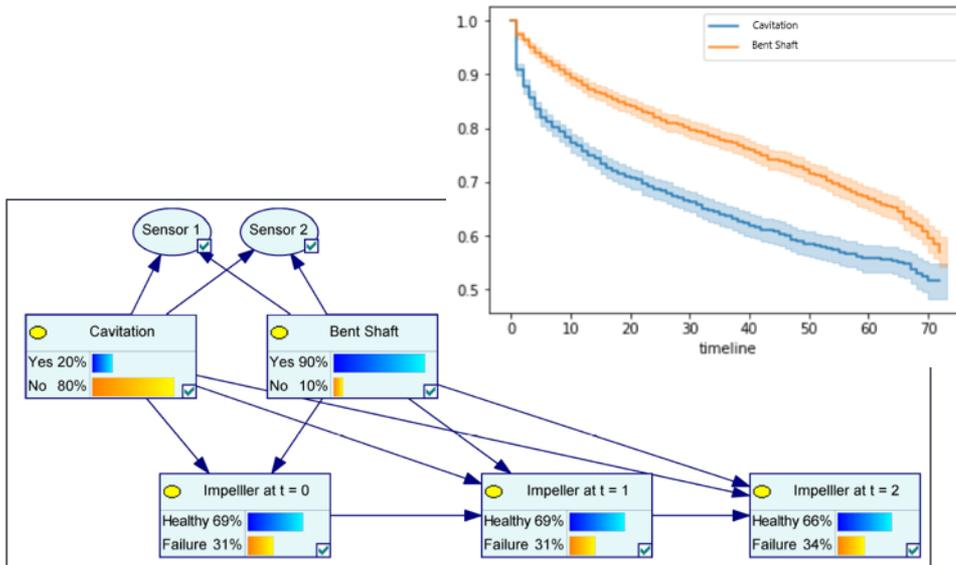 1.0
0.9
0.8
0.7
0.6
0.5
0 10 20 30 40 50 60 70
timeline
Cavitation
Bent Shaft
Sensor 1
Sensor 2
Cavitation
Yes 20%
No 80%
Bent Shaft
Yes 90%
No 10%
Impelller at t = 0
Healthy 69%
Failure 31%
Impelller at t = 1
Healthy 69%
Failure 31%
Impelller at t = 2
Healthy 66%
Failure 34%